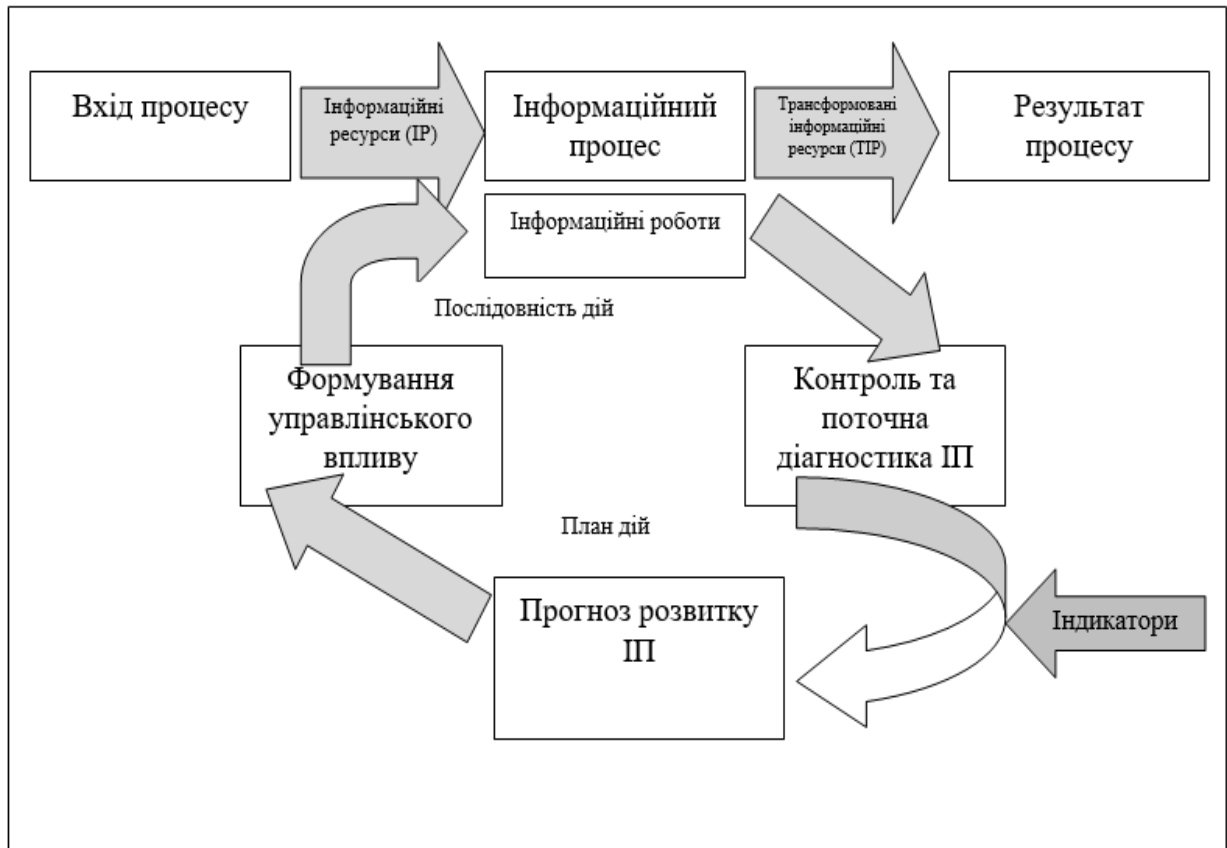 Вхід процесу
Інформаційні
ресурси (ІР)
Інформаційний
процес
Трансформовані
інформаційні
ресурси (ТІР)
Результат
процесу
Інформаційні роботи
Послідовність дій
Формування
управлінського
впливу
Контроль та
поточна
діагностика ІП
План дій
Прогноз розвитку
ІП
Індикатори